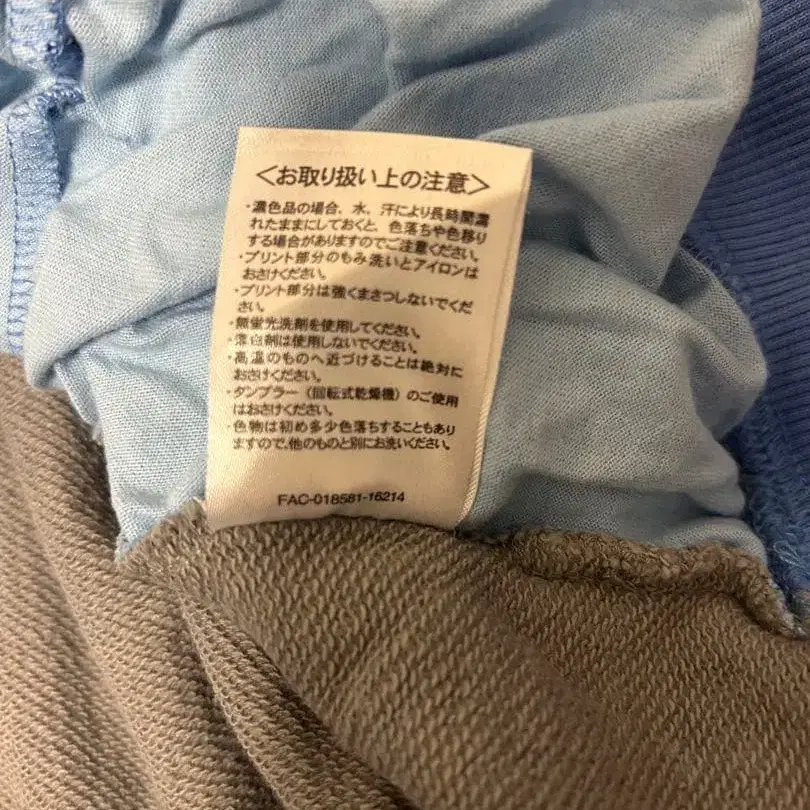 <お取り扱い上の注意>
・濃色品の場合、水、汗により長時間濡
れたままにしておくと、色落ちや色移り
する場合がありますのでご注意ください。
・プリント部分のもみ洗いとアイロンは
おさけください。
・プリント部分は強くまさつしないでくだ
さい。
・無蛍光洗剤を使用してください。
・漂白剤は使用しないでください。
・高温のものへ近づけることは絶対に
おさけください。
・タンブラー（回転式乾燥機）のご使用
はおさけください。
・色物は初め多少色落ちすることもあり
ますので、他のものと別にお洗いください。
FAC-018581-16214